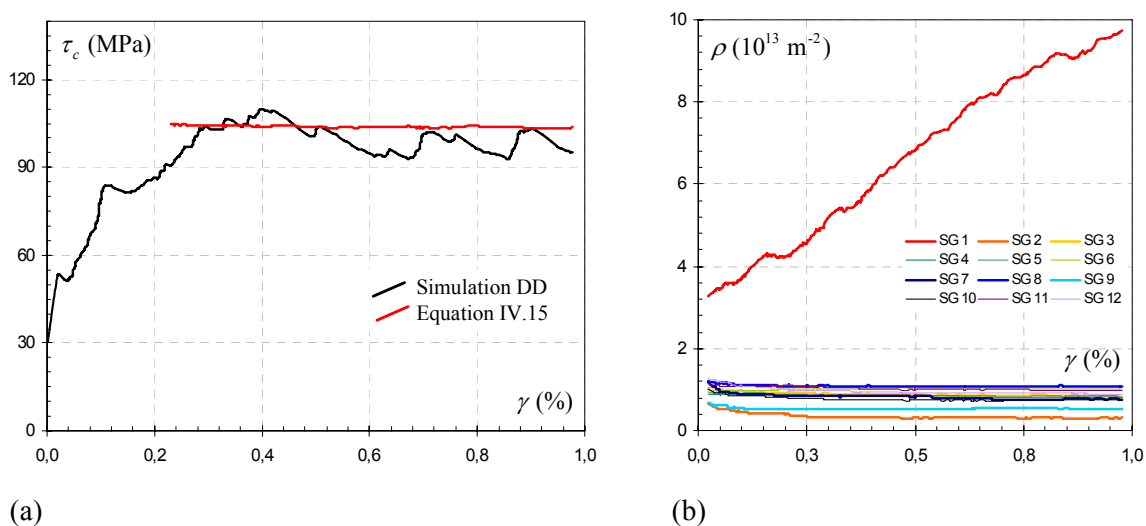 τc (MPa)
120
90
60
30
0
0,0 0,2 0,4 0,6 0,8 1,0
γ (%)
Simulation DD
Equation IV.15
(a)
ρ (10¹³ m⁻²)
10
8
6
4
2
0
0,0 0,3 0,5 0,8 1,0
γ (%)
SG 1 SG 2 SG 3
SG 4 SG 5 SG 6
SG 7 SG 8 SG 9
SG 10 SG 11 SG 12
(b)